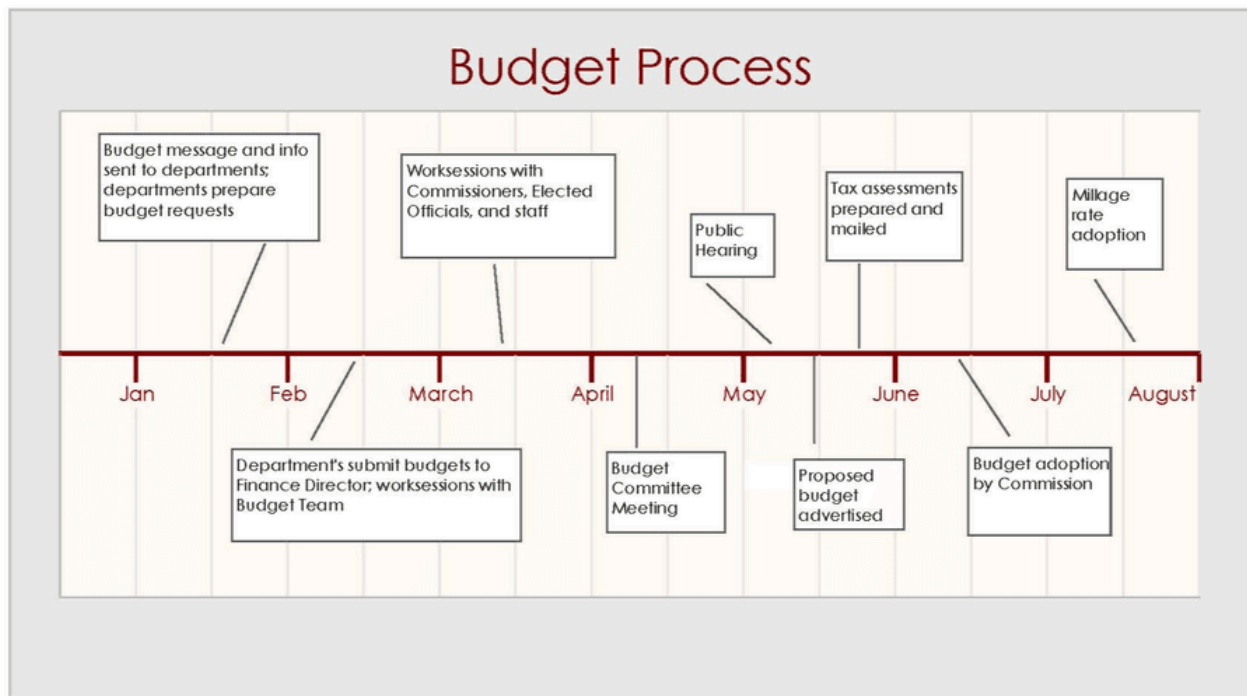 Budget Process
Budget message and info
sent to departments;
departments prepare
budget requests
Worksessions with
Commissioners, Elected
Officials, and staff
Public
Hearing
Tax assessments
prepared and
mailed
Millage
rate
adoption
Jan
Feb
March
April
May
June
July
August
Department's submit budgets to
Finance Director; worksessions with
Budget Team
Budget
Committee
Meeting
Proposed
budget
advertised
Budget adoption
by Commission